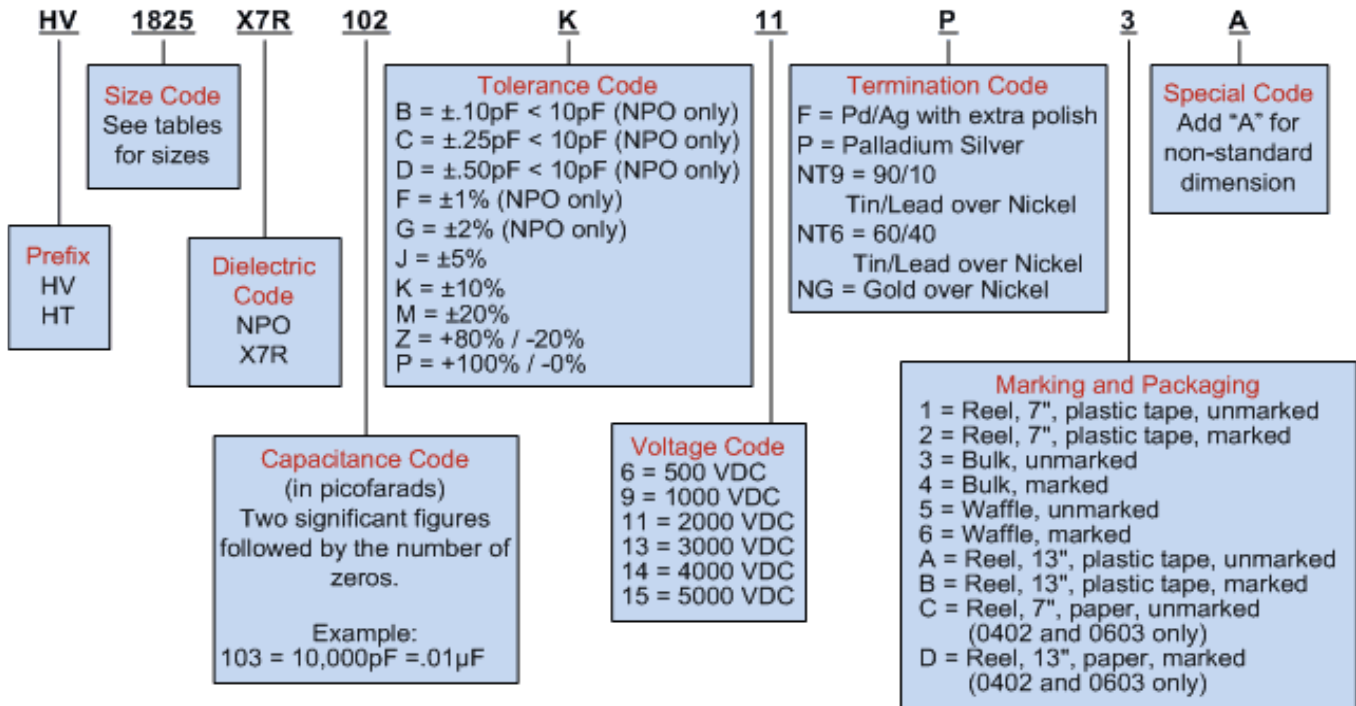 HV 1825 X7R 102 K 11 P 3 A
Size Code
See tables
for sizes
Prefix
HV
HT
Dielectric
Code
NPO
X7R
Capacitance Code
(in picofarads)
Two significant figures
followed by the number of
zeros.
Example:
103 = 10,000pF =.01µF
Tolerance Code
B = ±.10pF < 10pF (NPO only)
C = ±.25pF < 10pF (NPO only)
D = ±.50pF < 10pF (NPO only)
F = ±1% (NPO only)
G = ±2% (NPO only)
J = ±5%
K = ±10%
M = ±20%
Z = +80% / -20%
P = +100% / -0%
Voltage Code
6 = 500 VDC
9 = 1000 VDC
11 = 2000 VDC
13 = 3000 VDC
14 = 4000 VDC
15 = 5000 VDC
Termination Code
F = Pd/Ag with extra polish
P = Palladium Silver
NT9 = 90/10
Tin/Lead over Nickel
NT6 = 60/40
Tin/Lead over Nickel
NG = Gold over Nickel
Marking and Packaging
1 = Reel, 7", plastic tape, unmarked
2 = Reel, 7", plastic tape, marked
3 = Bulk, unmarked
4 = Bulk, marked
5 = Waffle, unmarked
6 = Waffle, marked
A = Reel, 13", plastic tape, unmarked
B = Reel, 13", plastic tape, marked
C = Reel, 7", paper, unmarked
(0402 and 0603 only)
D = Reel, 13", paper, marked
(0402 and 0603 only)
Special Code
Add “A” for
non-standard
dimension